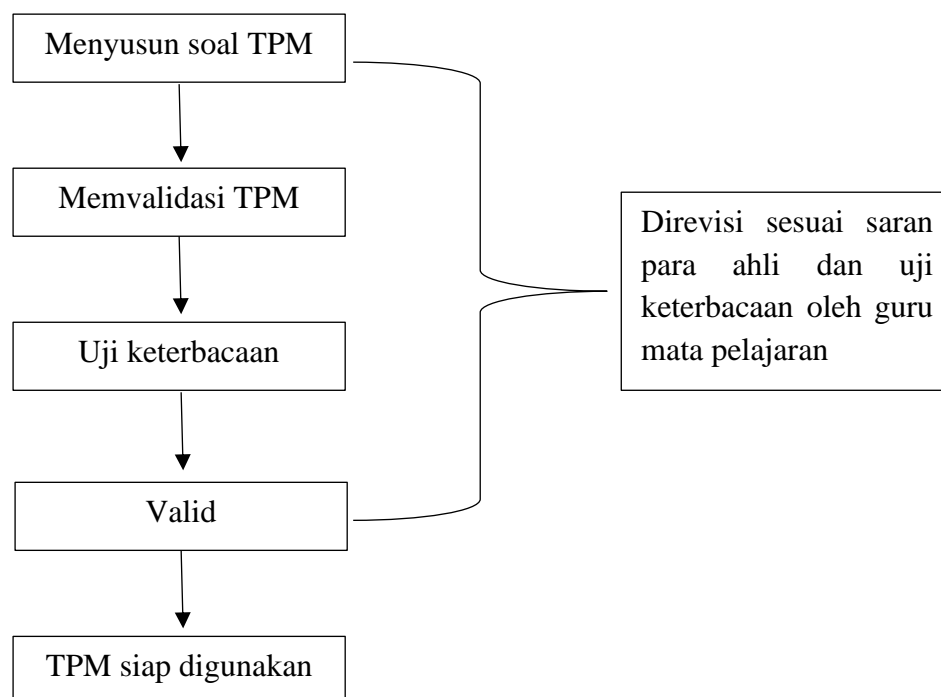 Menyusun soal TPM
Memvalidasi TPM
Uji keterbacaan
Valid
TPM siap digunakan
Direvisi sesuai saran
para ahli dan uji
keterbacaan oleh guru
mata pelajaran